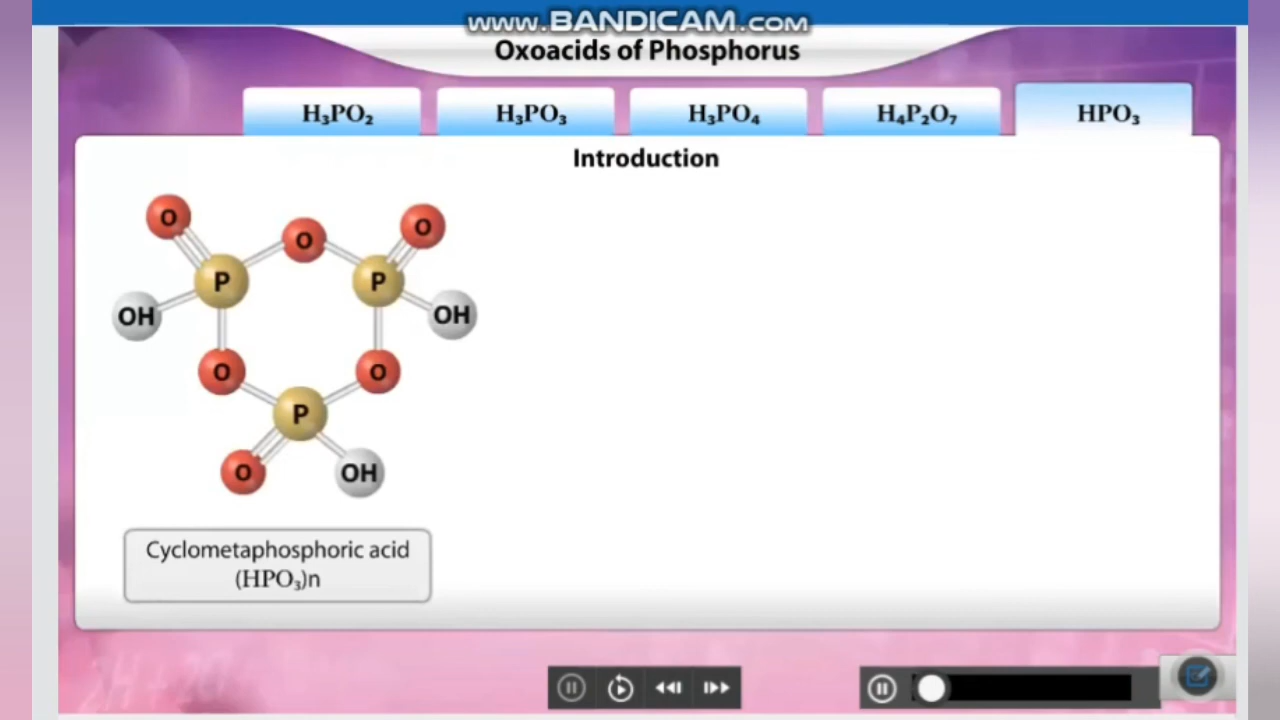 www.BANDICAM.com
Oxoacids of Phosphorus
H₃PO₂ H₃PO₃ H₃PO₄ H₄P₂O₇ HPO₃
Introduction
O O O
P P
OH OH
O O
P
O OH
Cyclometaphosphoric acid
(HPO₃)n